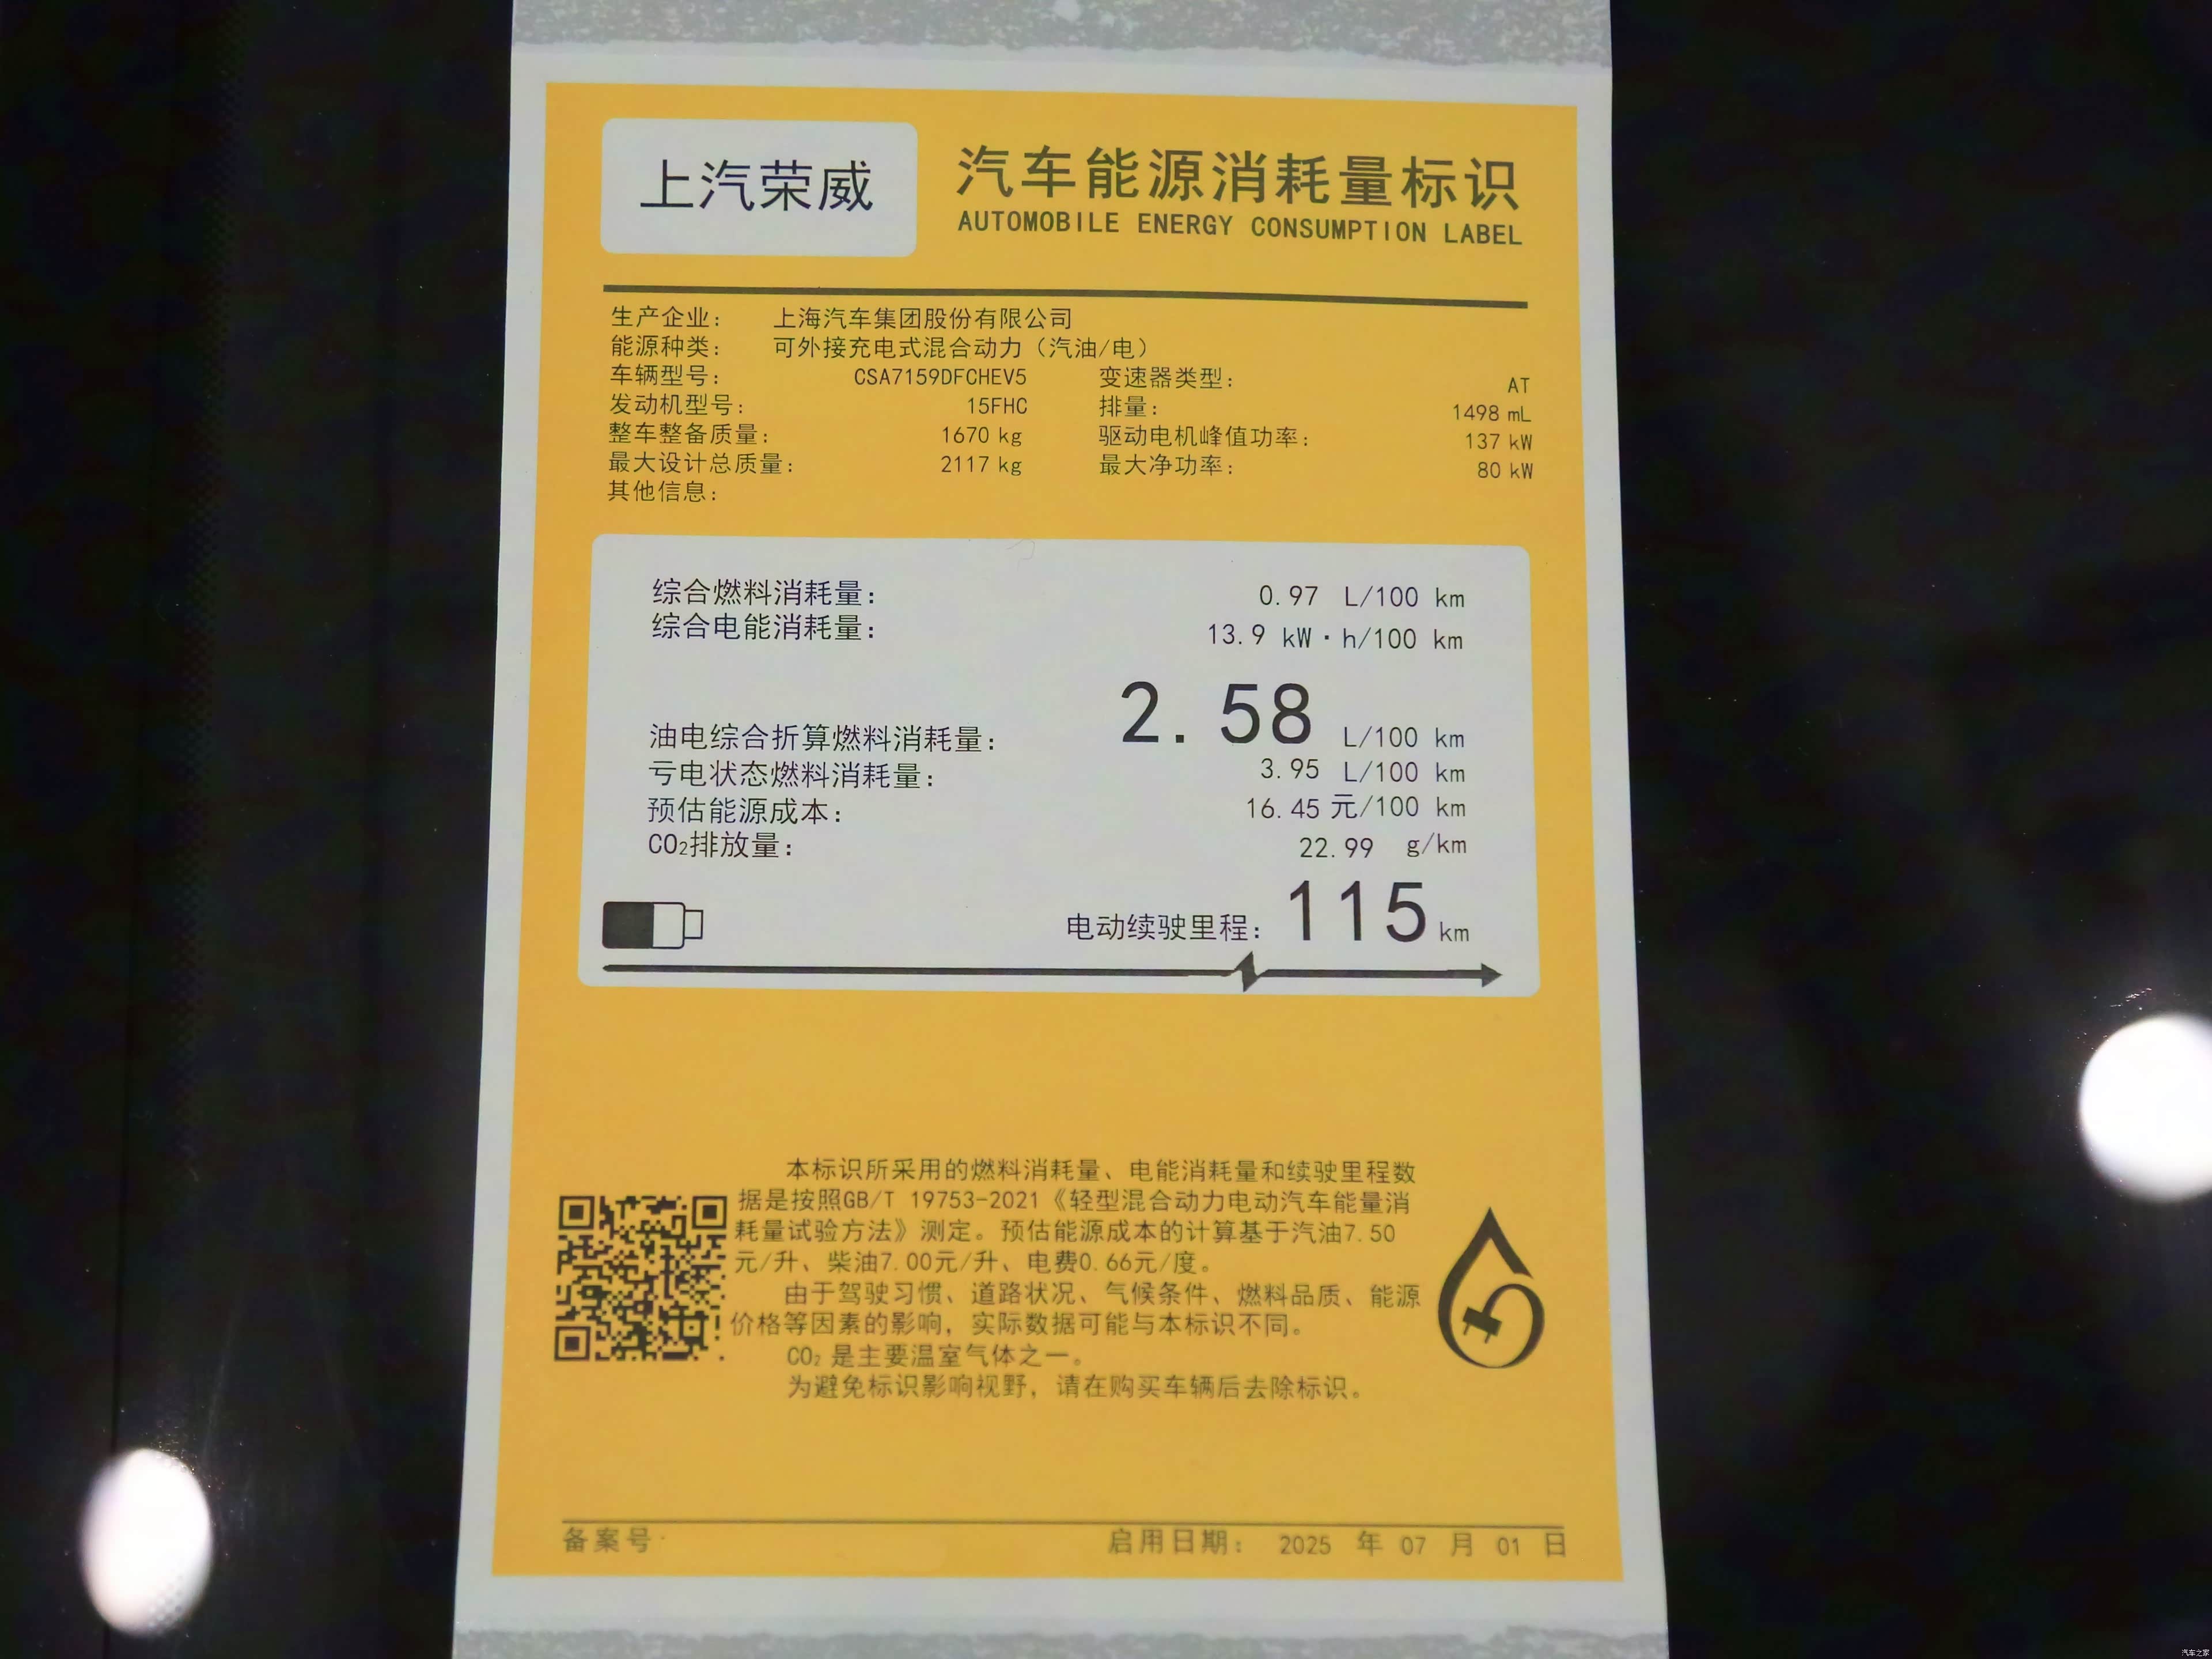 上汽荣威
汽车能源消耗量标识
AUTOMOBILE ENERGY CONSUMPTION LABEL
生产企业： 上海汽车集团股份有限公司
能源种类： 可外接充电式混合动力（汽油/电）
车辆型号： CSA7159DFCHEV5 变速器类型： AT
发动机型号： 15FHC 排量： 1498 mL
整车整备质量： 1670 kg 驱动电机峰值功率： 137 kW
最大设计总质量： 2117 kg 最大净功率： 80 kW
其他信息：
综合燃料消耗量： 0.97 L/100 km
综合电能消耗量： 13.9 kW·h/100 km
油电综合折算燃料消耗量： 2.58 L/100 km
亏电状态燃料消耗量： 3.95 L/100 km
预估能源成本： 16.45 元/100 km
CO₂排放量： 22.99 g/km
电动续驶里程： 115 km
本标识所采用的燃料消耗量、电能消耗量和续驶里程数
据是按照GB/T 19753-2021《轻型混合动力电动汽车能量消
耗量试验方法》测定。预估能源成本的计算基于汽油7.50
元/升、柴油7.00元/升、电费0.66元/度。
由于驾驶习惯、道路状况、气候条件、燃料品质、能源
价格等因素的影响，实际数据可能与本标识不同。
CO₂ 是主要温室气体之一。
为避免标识影响视野，请在购买车辆后去除标识。
备案号： 启用日期： 2025 年 07 月 01 日
汽车之家